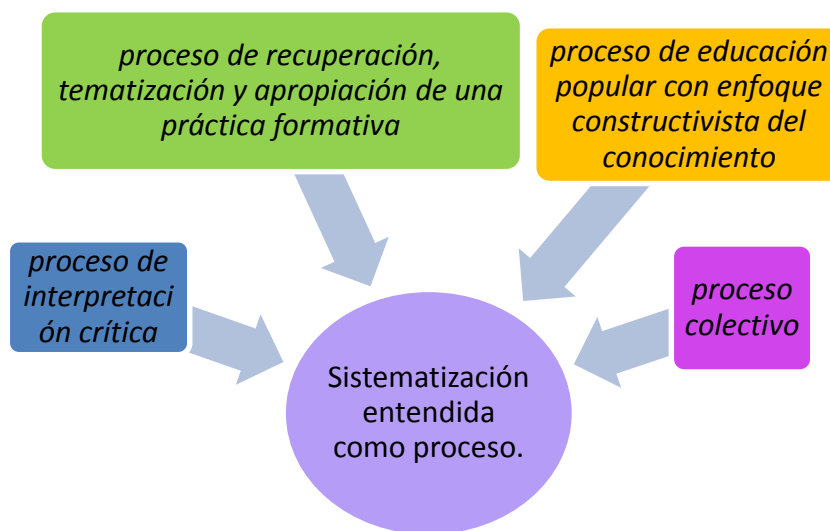 proceso de recuperación,
tematización y apropiación de una
práctica formativa
proceso de educación
popular con enfoque
constructivista del
conocimiento
proceso de
interpretaci
ón crítica
proceso
colectivo
Sistematización
entendida
como proceso.